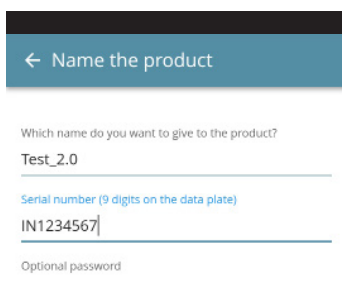 ← Name the product
Which name do you want to give to the product?
Test_2.0
Serial number (9 digits on the data plate)
IN1234567
Optional password